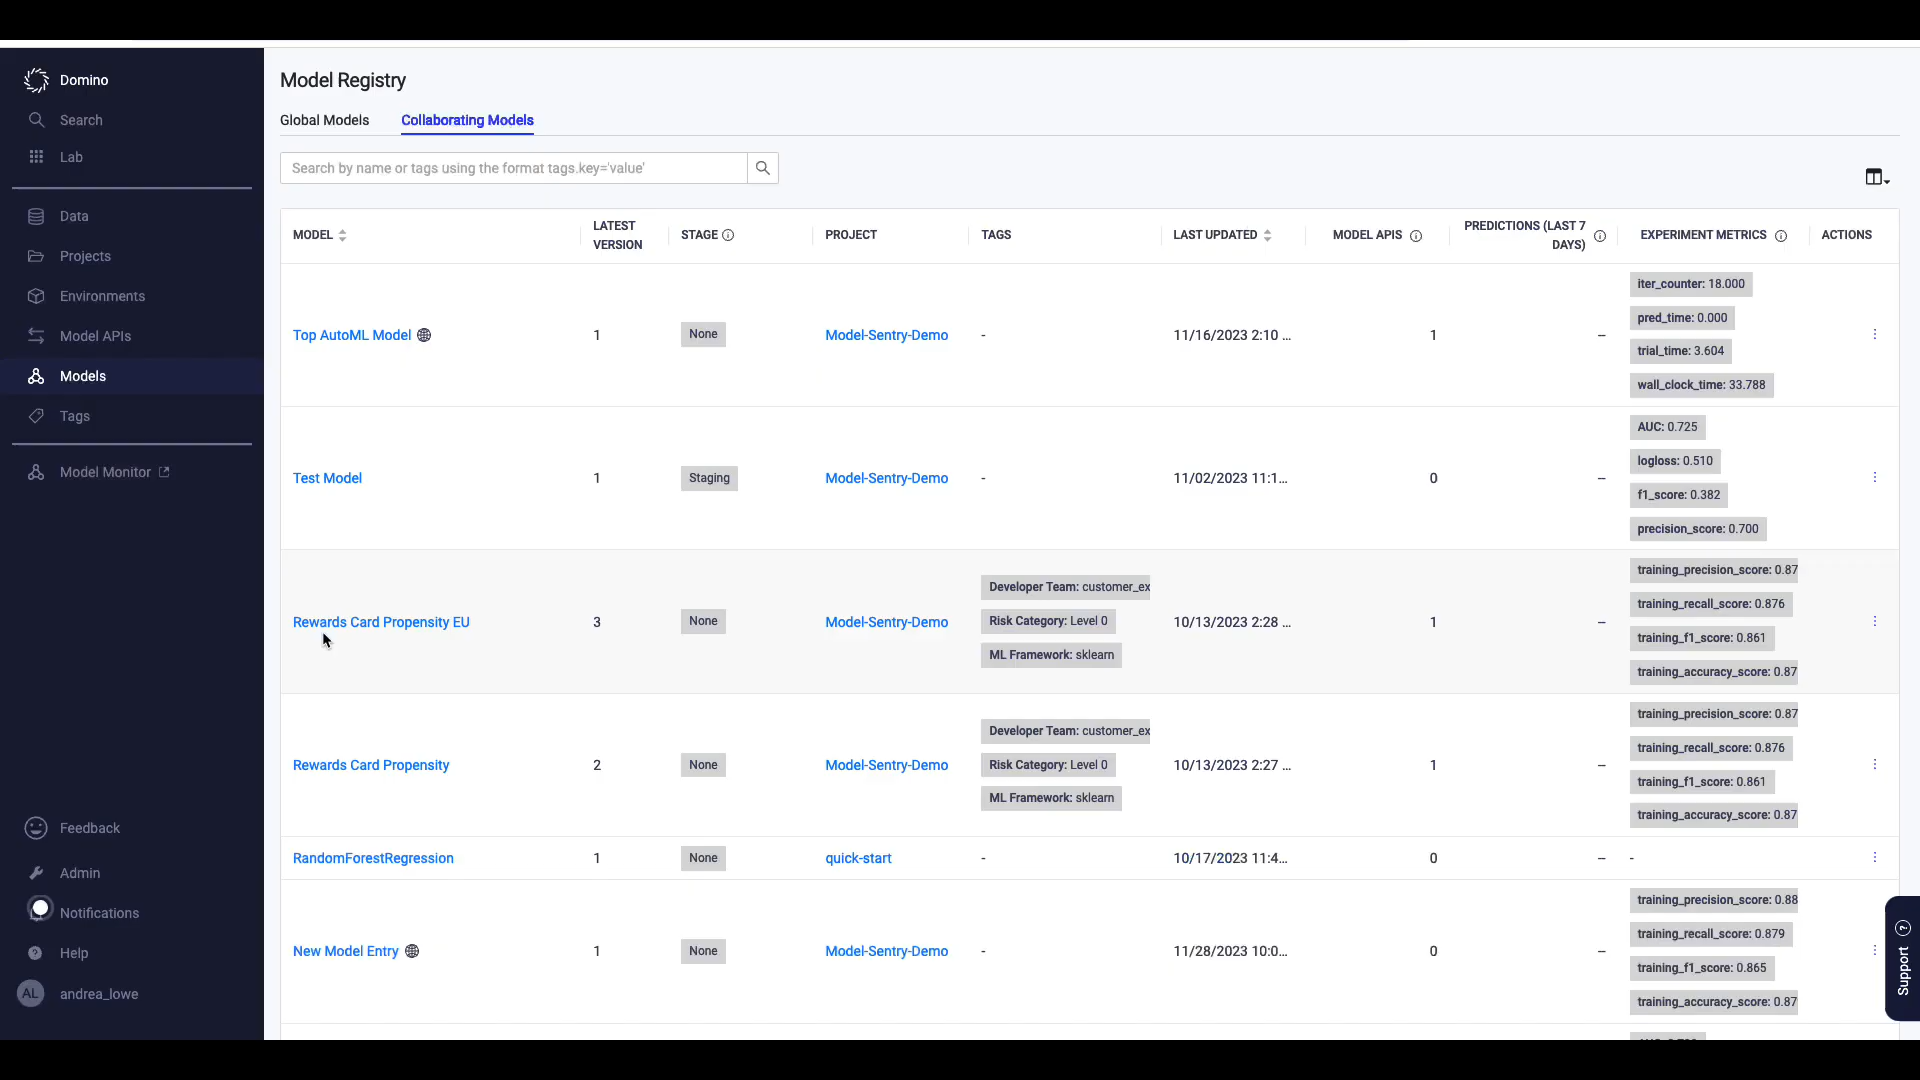 Domino
Search
Lab
Data
Projects
Environments
Model APIs
Models
Tags
Model Monitor
Feedback
Admin
Notifications
Help
AL andrea_lowe
Model Registry
Global Models Collaborating Models
Search by name or tags using the format tags.key='value'
MODEL LATEST VERSION STAGE PROJECT TAGS LAST UPDATED MODEL APIS PREDICTIONS (LAST 7 DAYS) EXPERIMENT METRICS ACTIONS
Top AutoML Model 1 None Model-Sentry-Demo - 11/16/2023 2:10 ... 1 --
iter_counter: 18.000
pred_time: 0.000
trial_time: 3.604
wall_clock_time: 33.788
Test Model 1 Staging Model-Sentry-Demo - 11/02/2023 11:1... 0 --
AUC: 0.725
logloss: 0.510
f1_score: 0.382
precision_score: 0.700
Rewards Card Propensity EU 3 None Model-Sentry-Demo
Developer Team: customer_ex
Risk Category: Level 0
ML Framework: sklearn
10/13/2023 2:28 ... 1 --
training_precision_score: 0.87
training_recall_score: 0.876
training_f1_score: 0.861
training_accuracy_score: 0.87
Rewards Card Propensity 2 None Model-Sentry-Demo
Developer Team: customer_ex
Risk Category: Level 0
ML Framework: sklearn
10/13/2023 2:27 ... 1 --
training_precision_score: 0.87
training_recall_score: 0.876
training_f1_score: 0.861
training_accuracy_score: 0.87
RandomForestRegression 1 None quick-start - 10/17/2023 11:4... 0 -- -
New Model Entry 1 None Model-Sentry-Demo - 11/28/2023 10:0... 0 --
training_precision_score: 0.88
training_recall_score: 0.879
training_f1_score: 0.865
training_accuracy_score: 0.87
Support